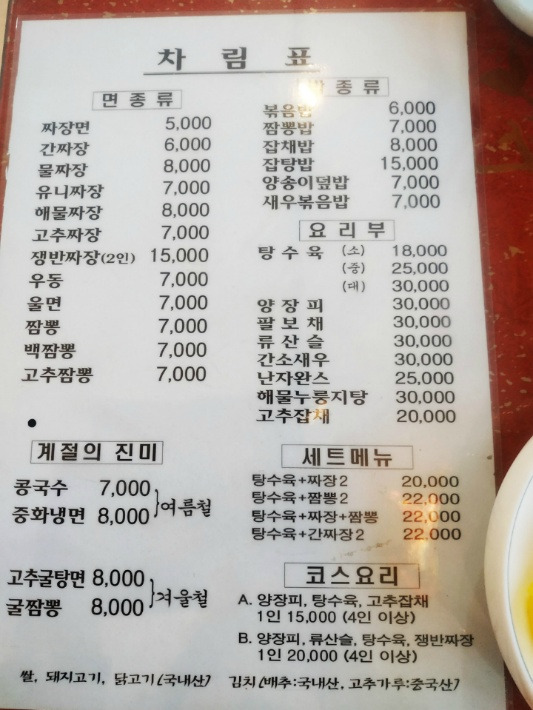 차 림 표
면 종 류
짜장면 5,000
간짜장 6,000
물짜장 8,000
유니짜장 7,000
해물짜장 8,000
고추짜장 7,000
쟁반짜장(2인) 15,000
우동 7,000
울면 7,000
짬뽕 7,000
백짬뽕 7,000
고추짬뽕 7,000
계절의 진미
콩국수 7,000
중화냉면 8,000
여름철
고추굴탕면 8,000
굴짬뽕 8,000
겨울철
밥 종 류
볶음밥 6,000
짬뽕밥 7,000
잡채밥 8,000
잡탕밥 15,000
양송이덮밥 7,000
새우볶음밥 7,000
요 리 부
탕 수 육 (소) 18,000
(중) 25,000
(대) 30,000
양 장 피 30,000
팔 보 채 30,000
류 산 슬 30,000
간소새우 30,000
난자완스 25,000
해물누룽지탕 30,000
고추잡채 20,000
세트메뉴
탕수육+짜장2 20,000
탕수육+짬뽕2 22,000
탕수육+짜장+짬뽕 22,000
탕수육+간짜장2 22,000
코스요리
A. 양장피, 탕수육, 고추잡채
1인 15,000 (4인 이상)
B. 양장피, 류산슬, 탕수육, 쟁반짜장
1인 20,000 (4인 이상)
쌀, 돼지고기, 닭고기(국내산) 김치(배추:국내산, 고추가루:중국산)